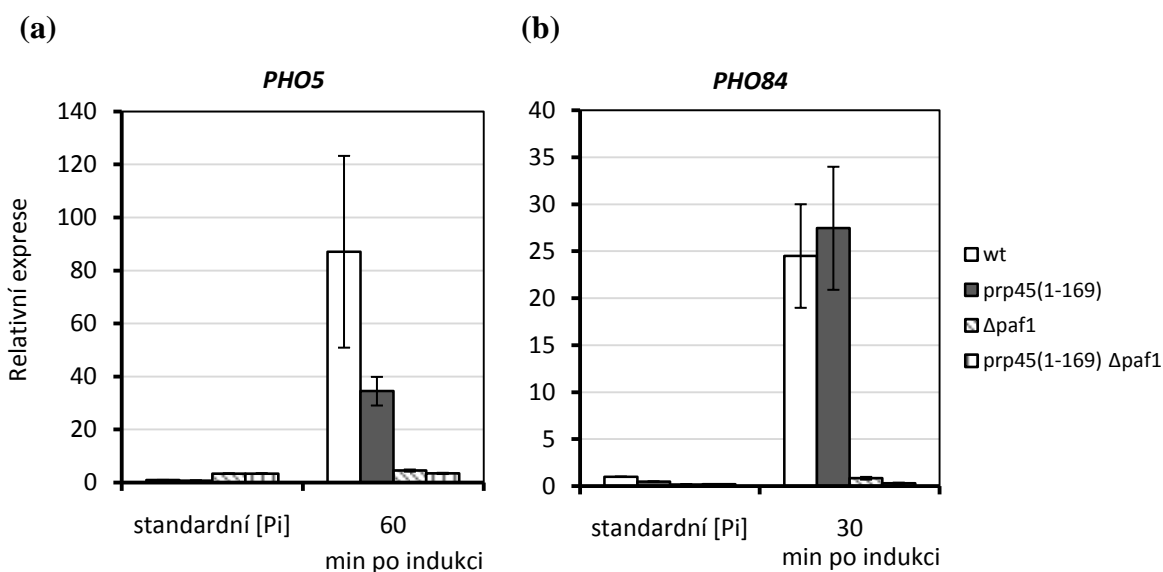 (a)
(b)
PHO5
PHO84
Relativní exprese
140
120
100
80
60
40
20
0
40
35
30
25
20
15
10
5
0
standardní [Pi]
60
min po indukci
standardní [Pi]
30
min po indukci
wt
prp45(1-169)
Δpaf1
prp45(1-169) Δpaf1